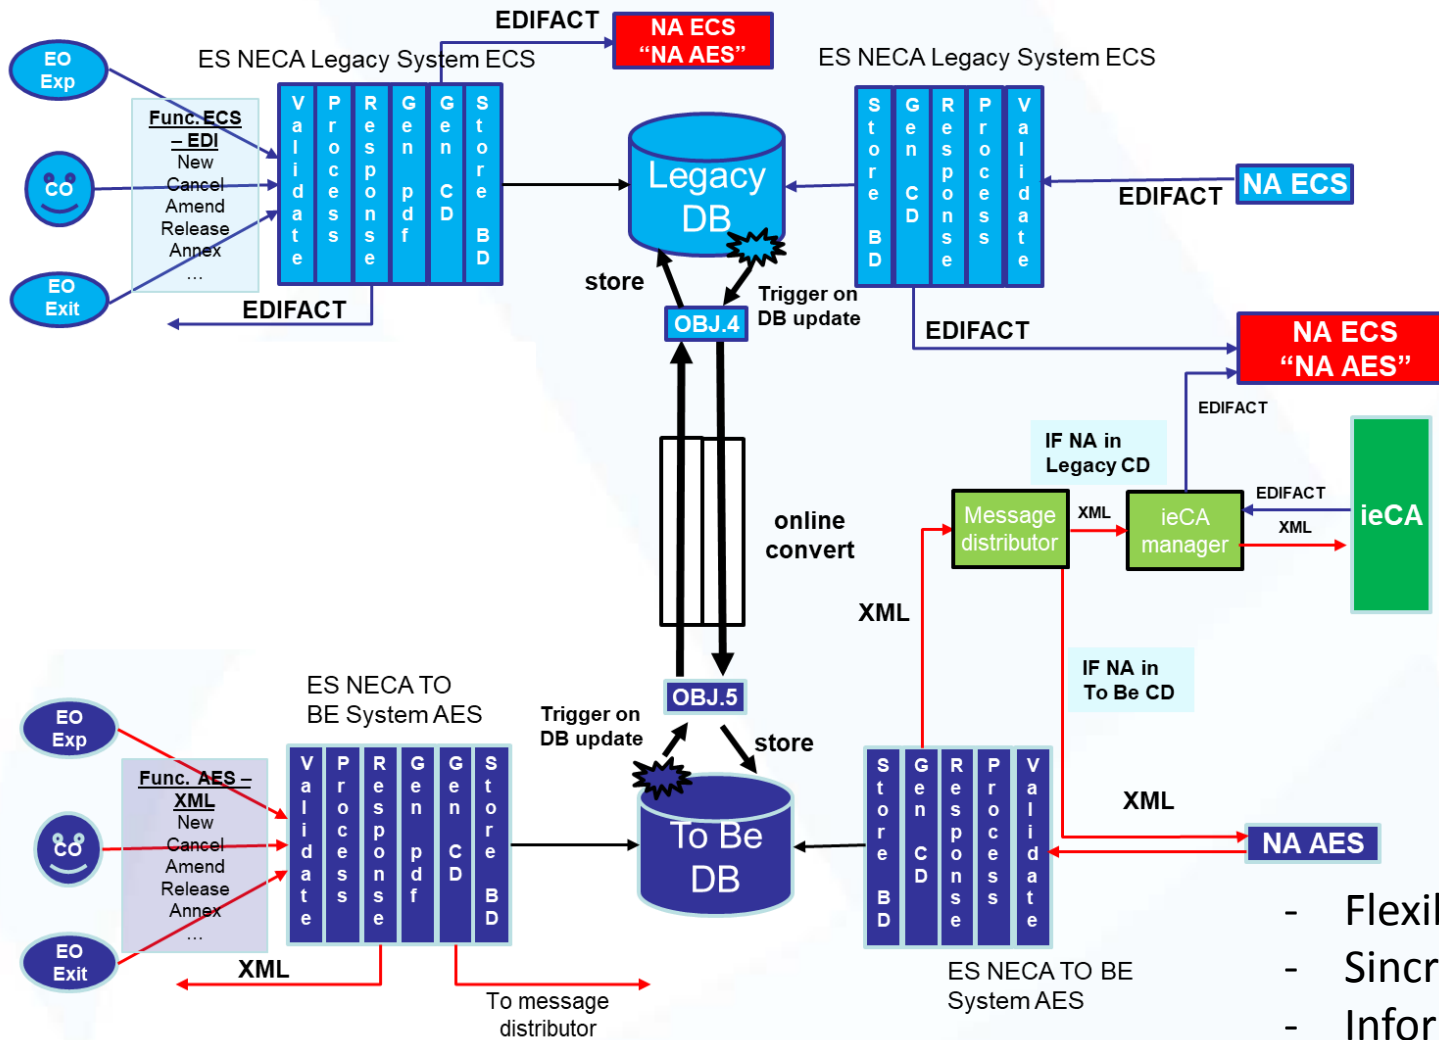 EDIFACT
NA ECS
“NA AES”
ES NECA Legacy System ECS
ES NECA Legacy System ECS
EO
Exp
Func. ECS
– EDI
New
Cancel
Amend
Release
Annex
...
CO
EO
Exit
Validate
Process
Response
Gen pdf
Gen CD
Store BD
EDIFACT
Legacy
DB
Store BD
Gen CD
Response
Process
Validate
EDIFACT
NA ECS
store
Trigger on
DB update
OBJ.4
EDIFACT
NA ECS
“NA AES”
EDIFACT
IF NA in
Legacy CD
Message
distributor
XML
ieCA
manager
EDIFACT
XML
ieCA
online
convert
XML
IF NA in
To Be CD
OBJ.5
Trigger on
DB update
store
ES NECA TO
BE System AES
EO
Exp
Func. AES –
XML
New
Cancel
Amend
Release
Annex
...
CO
EO
Exit
Validate
Process
Response
Gen pdf
Gen CD
Store BD
XML
To message
distributor
To Be
DB
Store BD
Gen CD
Response
Process
Validate
XML
NA AES
ES NECA TO BE
System AES
- Flexil
- Sincr
- Infor